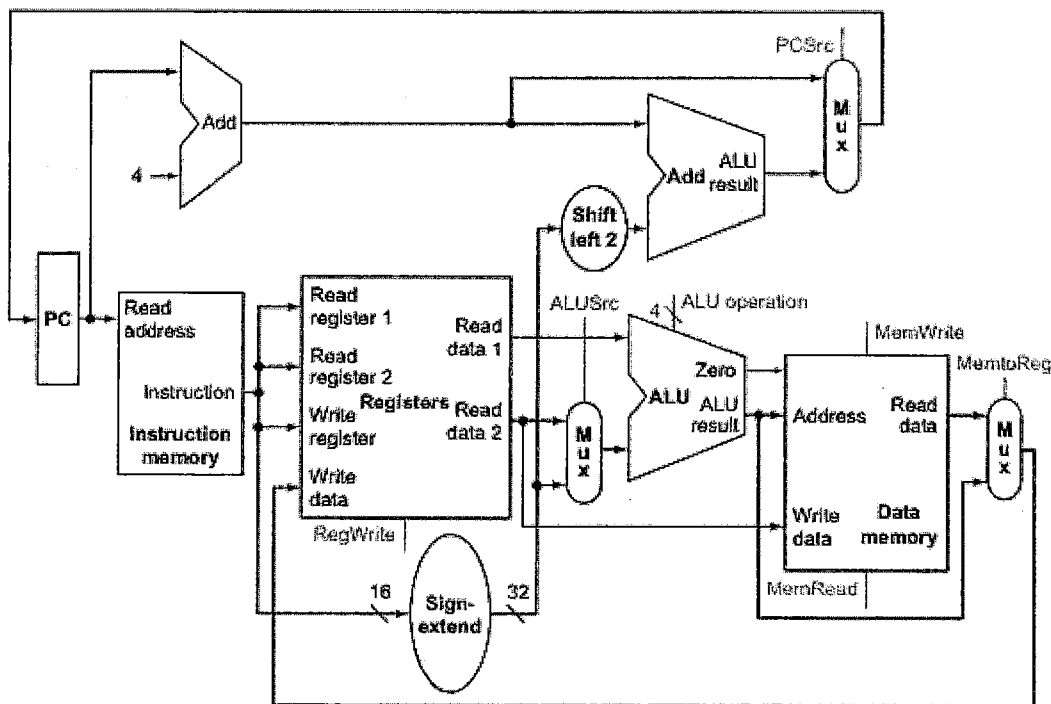 PCSrc
Add
4
M
u
x
Add
ALU
result
Shift
left 2
PC
Read
address
Instruction
Instruction
memory
Read
register 1
Read
register 2
Write
register
Write
data
Registers
Read
data 1
Read
data 2
RegWrite
16
Sign-
extend
32
ALUSrc
M
u
x
4
ALU operation
Zero
ALU
ALU
result
MemWrite
Address
Read
data
Write
data
Data
memory
MemRead
MemtoReg
M
u
x